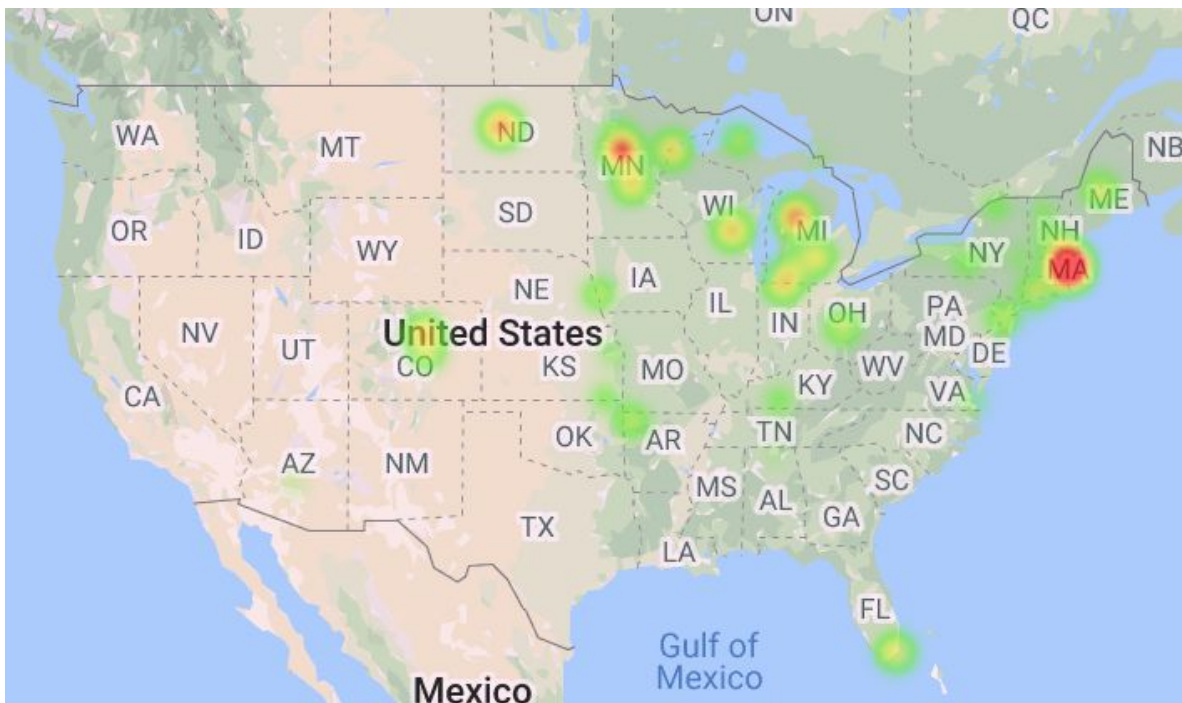 ON
QC
WA
MT
ND
MN
NB
ME
OR
ID
SD
WI
MI
NH
NY
WY
MA
NE
IA
IL
IN
OH
PA
MD
NV
UT
United States
CO
KS
MO
WV
DE
CA
KY
VA
OK
AR
TN
NC
AZ
NM
MS
AL
SC
GA
TX
LA
FL
Gulf of
Mexico
Mexico